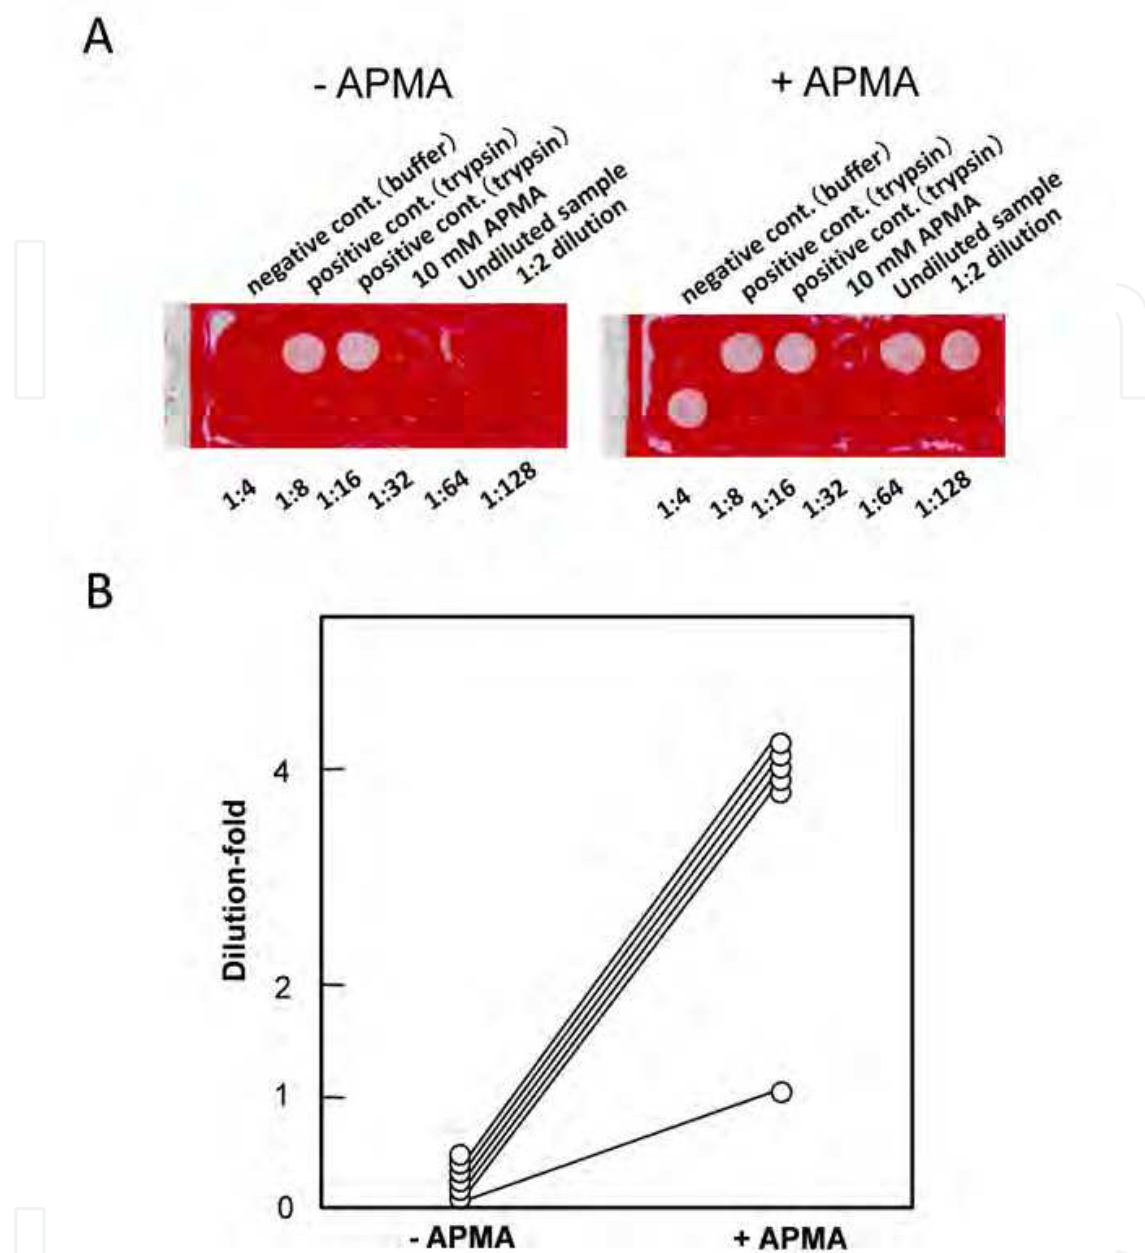 A
- APMA
+ APMA
negative cont.(buffer)
positive cont.(trypsin)
positive cont.(trypsin)
10 mM APMA
Undiluted sample
1:2 dilution
negative cont.(buffer)
positive cont.(trypsin)
positive cont.(trypsin)
10 mM APMA
Undiluted sample
1:2 dilution
1:4
1:8
1:16
1:32
1:64
1:128
1:4
1:8
1:16
1:32
1:64
1:128
B
Dilution-fold
4
2
1
0
- APMA
+ APMA